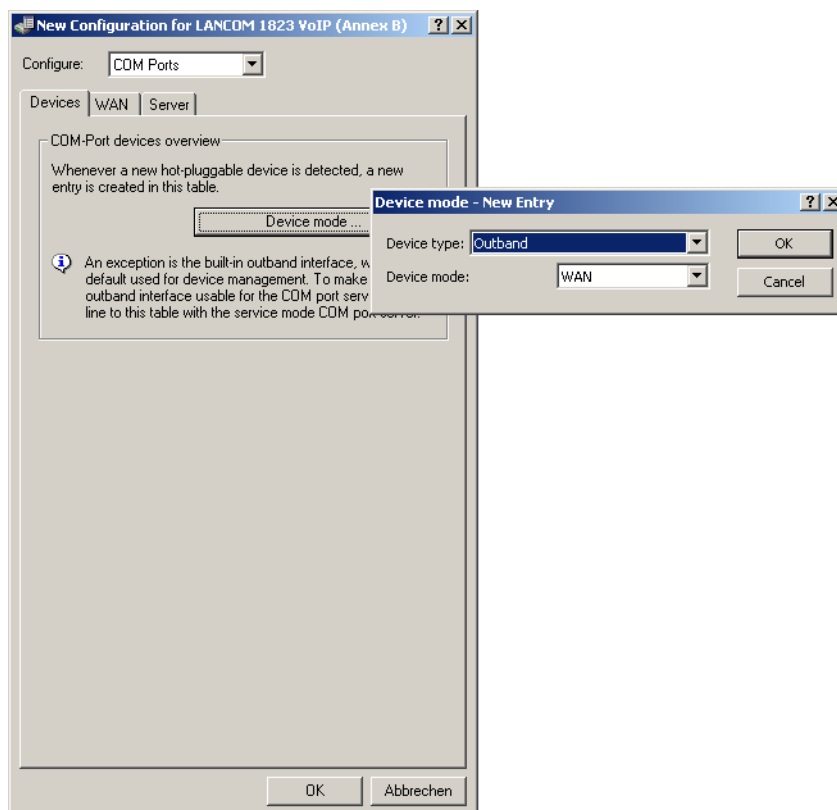 New Configuration for LANCOM 1823 VoIP (Annex B)
Configure: COM Ports
Devices WAN Server
COM-Port devices overview
Whenever a new hot-pluggable device is detected, a new
entry is created in this table.
Device mode ...
An exception is the built-in outband interface, w
default used for device management. To make
outband interface usable for the COM port serv
line to this table with the service mode COM port server.
Device mode - New Entry
Device type: Outband
OK
Device mode: WAN
Cancel
OK Abbrechen